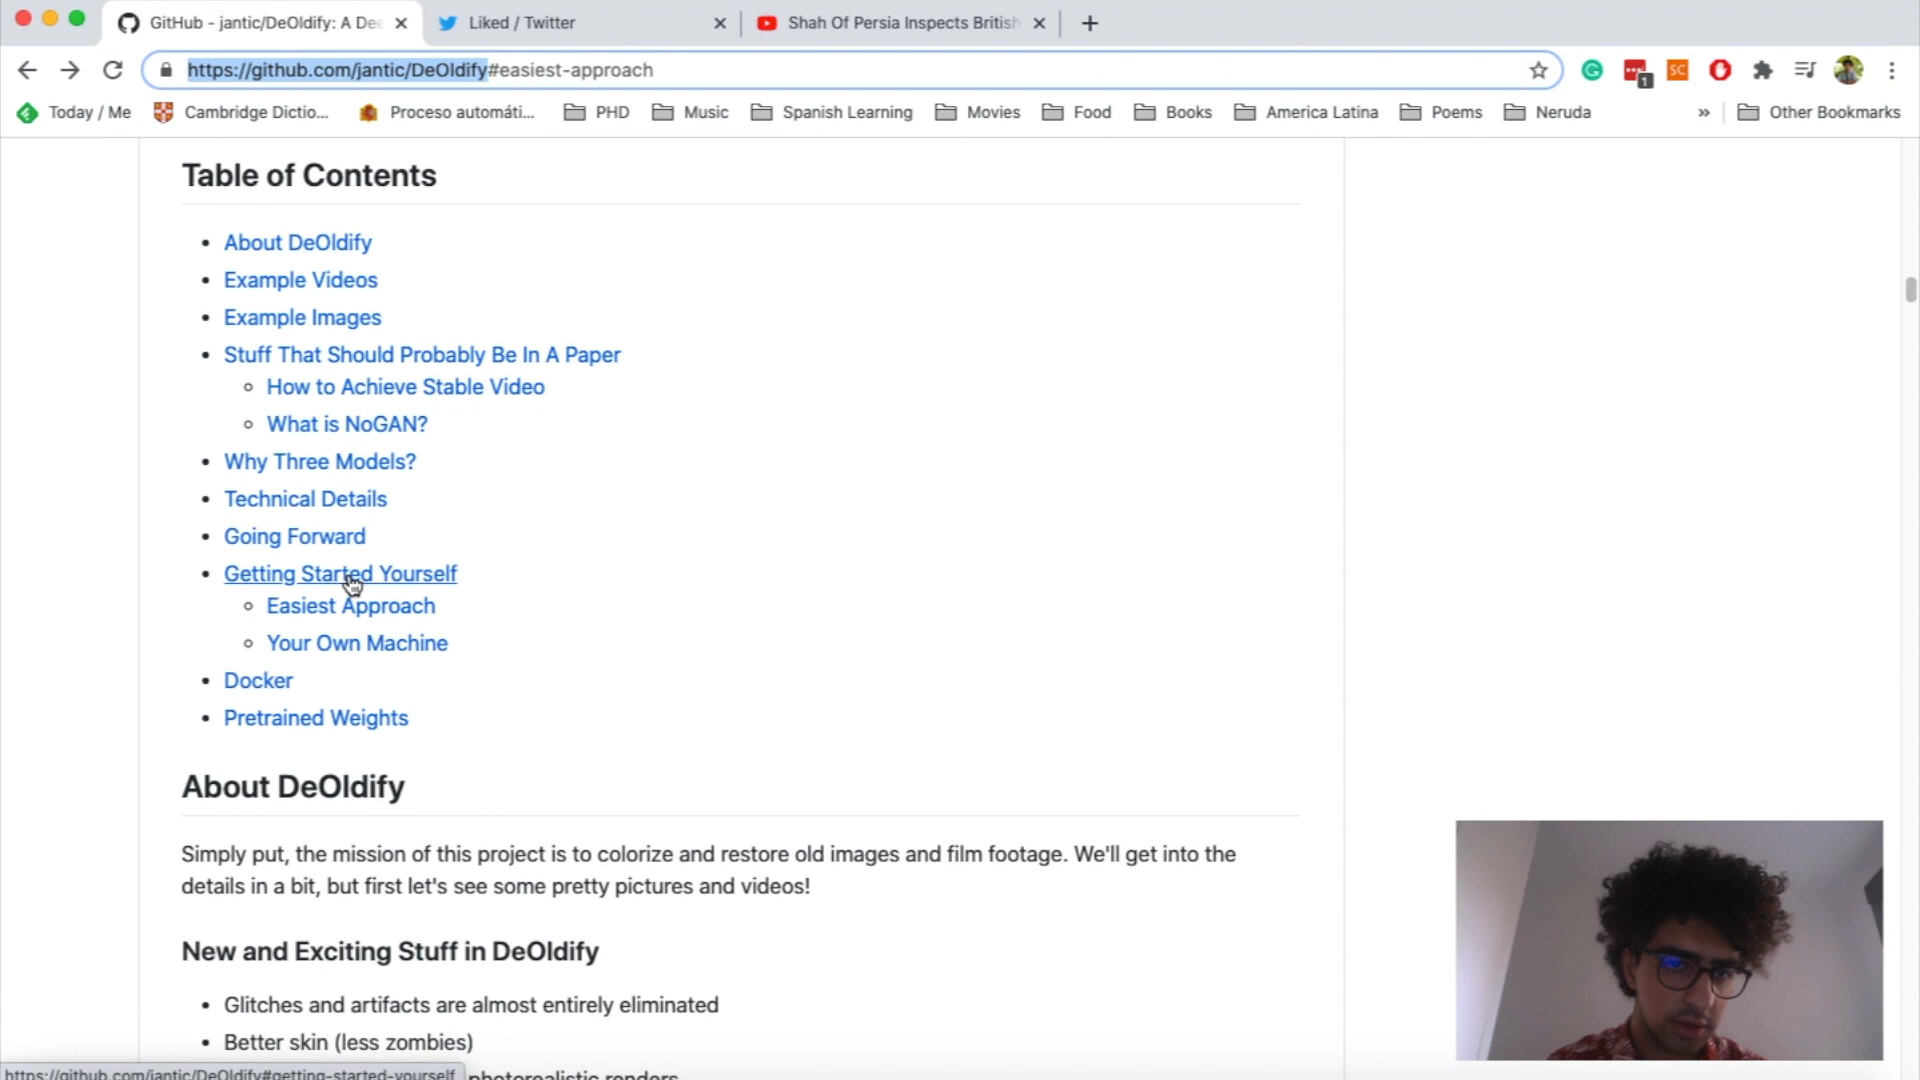 GitHub - jantic/DeOldify: A Dee
Liked / Twitter
Shah Of Persia Inspects British
https://github.com/jantic/DeOldify#easiest-approach
1
SC
Today / Me
Cambridge Dictio...
Proceso automáti...
PHD
Music
Spanish Learning
Movies
Food
Books
America Latina
Poems
Neruda
»
Other Bookmarks
Table of Contents
About DeOldify
Example Videos
Example Images
Stuff That Should Probably Be In A Paper
How to Achieve Stable Video
What is NoGAN?
Why Three Models?
Technical Details
Going Forward
Getting Started Yourself
Easiest Approach
Your Own Machine
Docker
Pretrained Weights
About DeOldify
Simply put, the mission of this project is to colorize and restore old images and film footage. We'll get into the
details in a bit, but first let's see some pretty pictures and videos!
New and Exciting Stuff in DeOldify
Glitches and artifacts are almost entirely eliminated
Better skin (less zombies)
https://github.com/jantic/DeOldify#getting-started-yourself
photorealistic renders